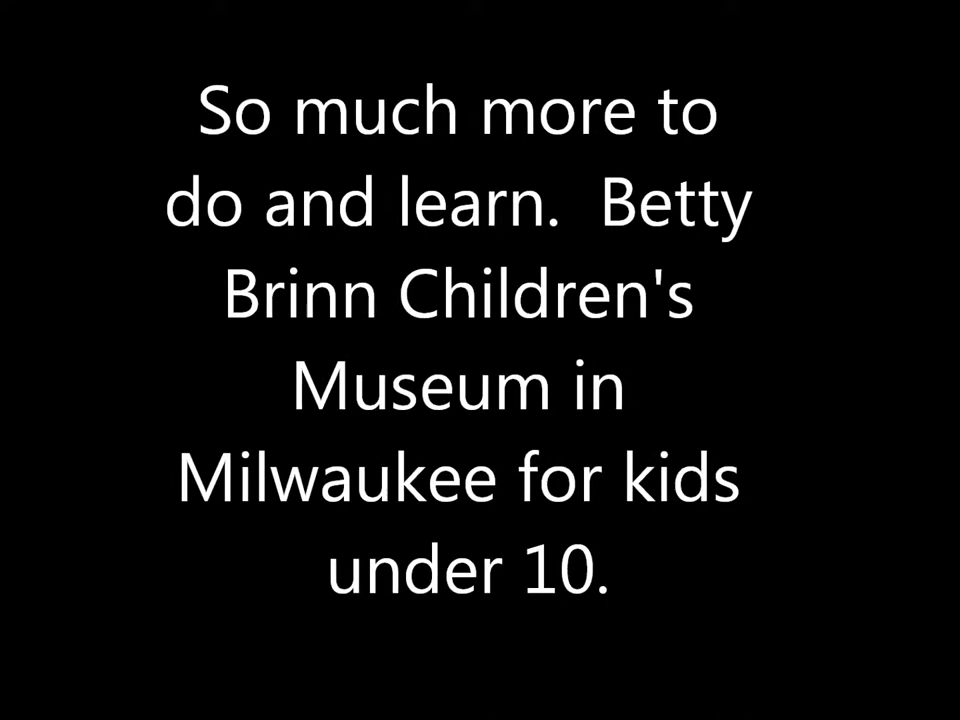 So much more to
do and learn.  Betty
Brinn Children's
Museum in
Milwaukee for kids
under 10.